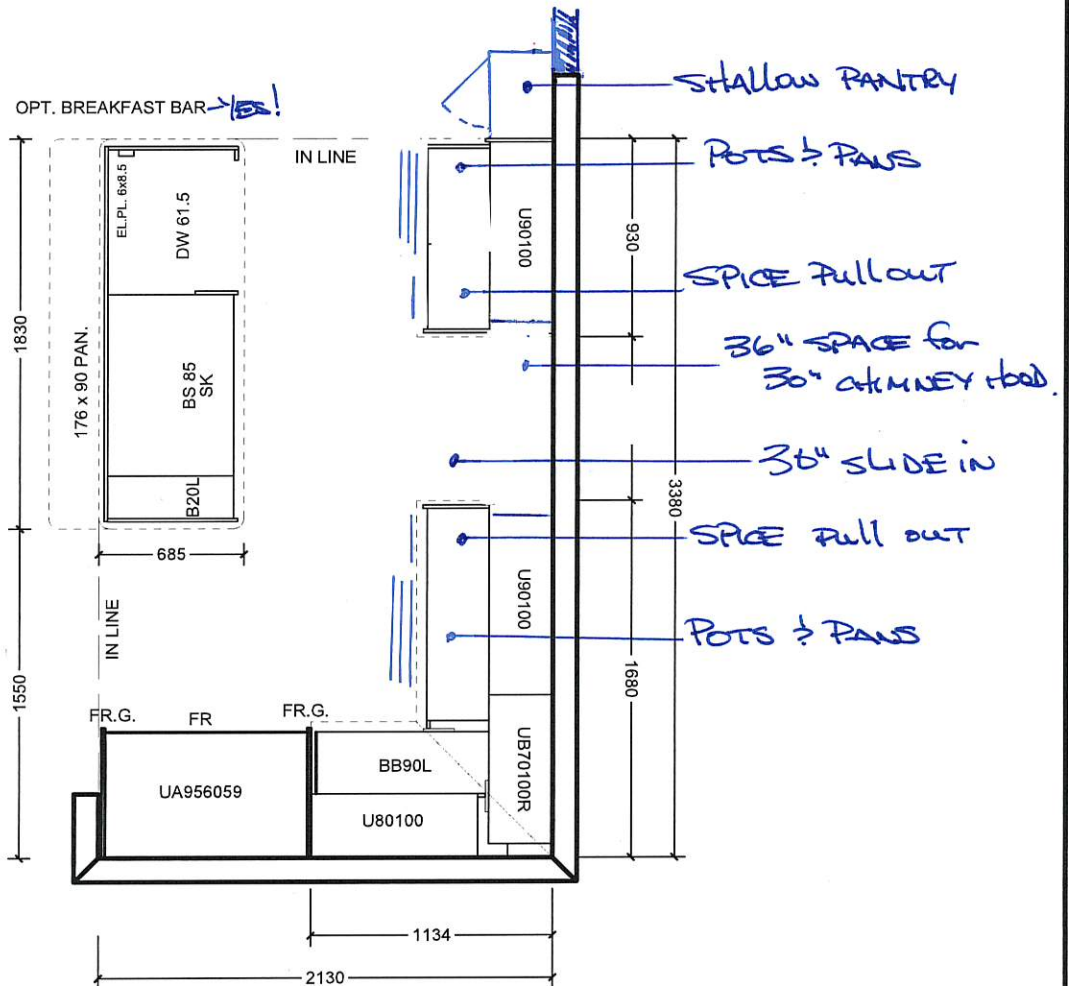 SHALLOW PANTRY
OPT. BREAKFAST BAR → YES!
IN LINE
POTS & PANS
EL.PL. 6x8.5
DW 61.5
U90100
930
SPICE PULL OUT
1830
176 x 90 PAN.
BS 85
SK
36" SPACE for
30" CHIMNEY HOOD.
30" SLIDE IN
B20L
3380
SPICE PULL OUT
685
IN LINE
U90100
POTS & PANS
1550
1680
FR.G.
FR
FR.G.
BB90L
UB70100R
UA956059
U80100
1134
2130